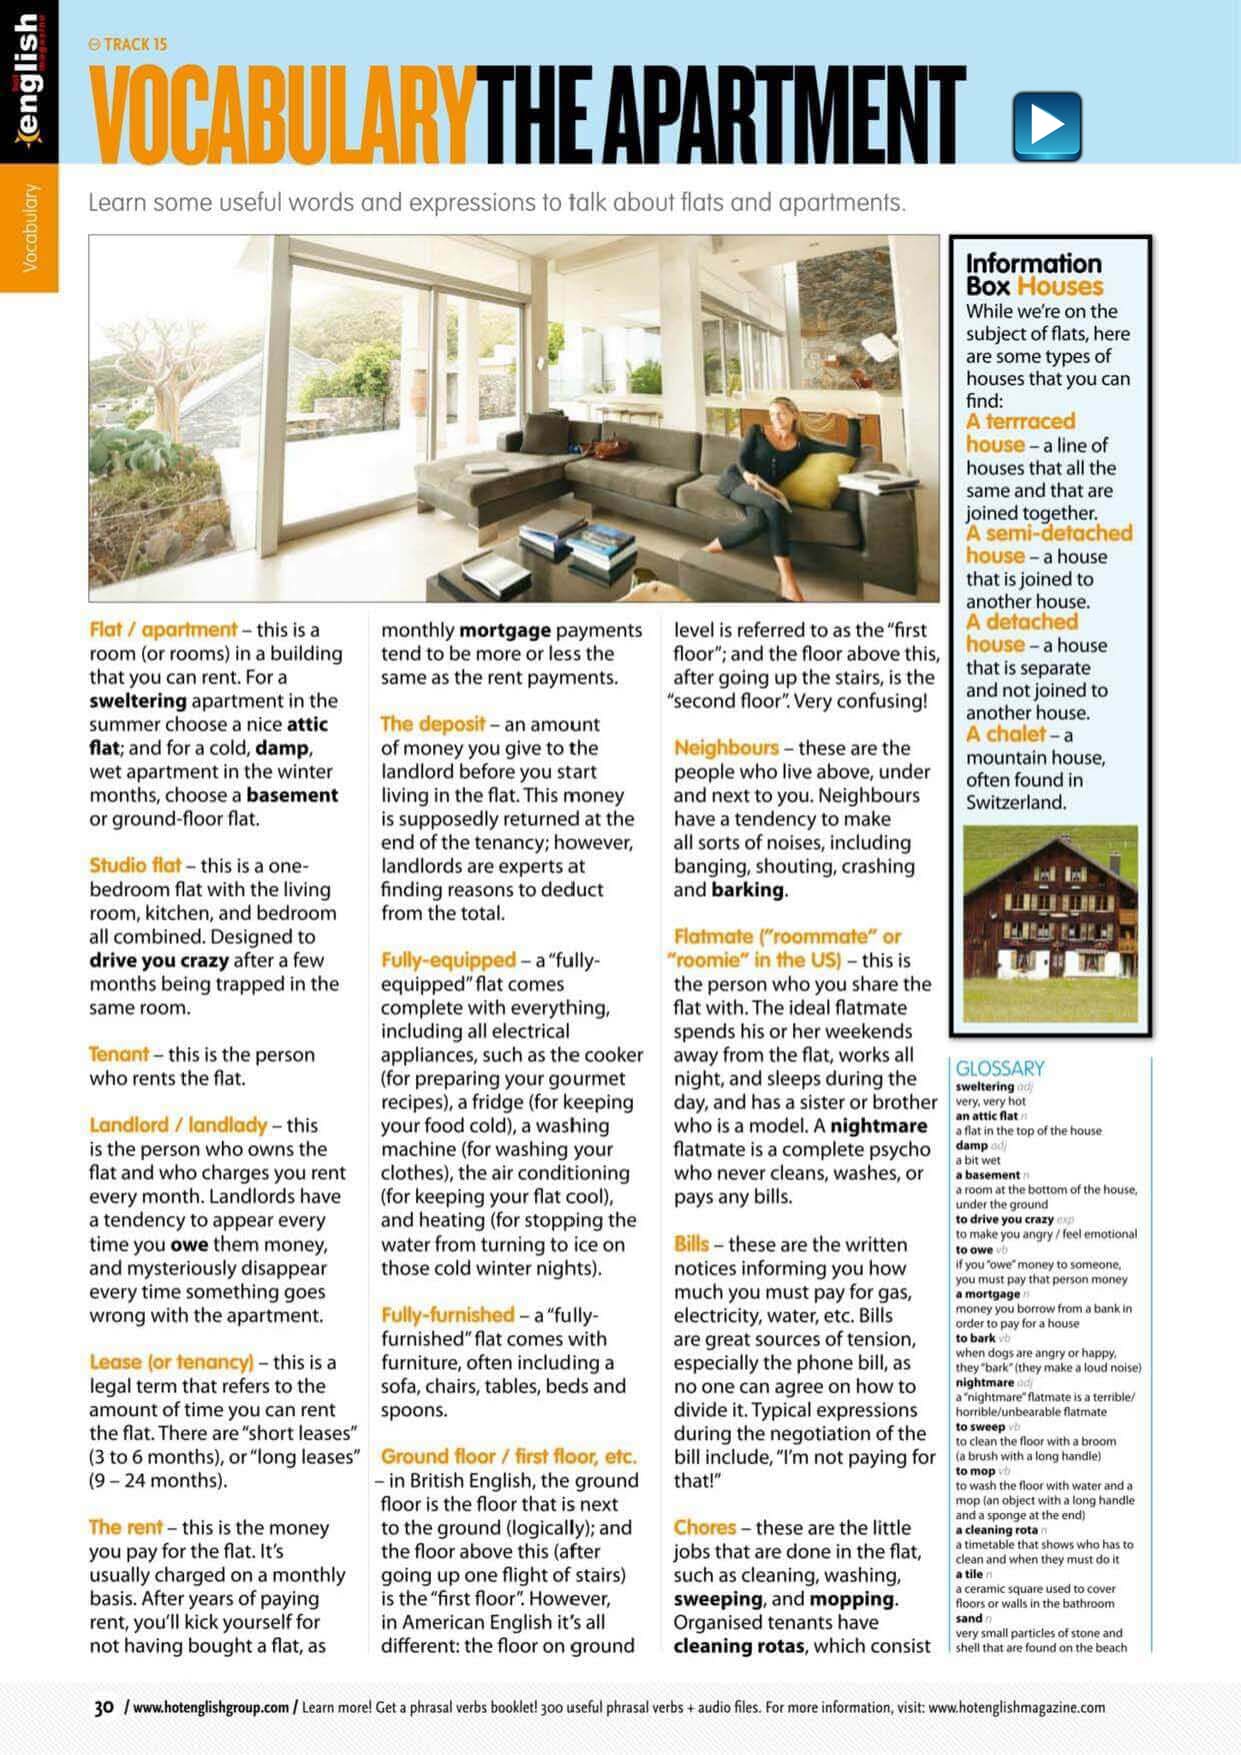 hot
english
magazine
Vocabulary
TRACK 15
VOCABULARY THE APARTMENT
Learn some useful words and expressions to talk about flats and apartments.
Flat / apartment – this is a
room (or rooms) in a building
that you can rent. For a
sweltering apartment in the
summer choose a nice attic
flat; and for a cold, damp,
wet apartment in the winter
months, choose a basement
or ground-floor flat.
Studio flat – this is a one-
bedroom flat with the living
room, kitchen, and bedroom
all combined. Designed to
drive you crazy after a few
months being trapped in the
same room.
Tenant – this is the person
who rents the flat.
Landlord / landlady – this
is the person who owns the
flat and who charges you rent
every month. Landlords have
a tendency to appear every
time you owe them money,
and mysteriously disappear
every time something goes
wrong with the apartment.
Lease (or tenancy) – this is a
legal term that refers to the
amount of time you can rent
the flat. There are “short leases”
(3 to 6 months), or “long leases”
(9 – 24 months).
The rent – this is the money
you pay for the flat. It’s
usually charged on a monthly
basis. After years of paying
rent, you’ll kick yourself for
not having bought a flat, as
monthly mortgage payments
tend to be more or less the
same as the rent payments.
The deposit – an amount
of money you give to the
landlord before you start
living in the flat. This money
is supposedly returned at the
end of the tenancy; however,
landlords are experts at
finding reasons to deduct
from the total.
Fully-equipped – a “fully-
equipped” flat comes
complete with everything,
including all electrical
appliances, such as the cooker
(for preparing your gourmet
recipes), a fridge (for keeping
your food cold), a washing
machine (for washing your
clothes), the air conditioning
(for keeping your flat cool),
and heating (for stopping the
water from turning to ice on
those cold winter nights).
Fully-furnished – a “fully-
furnished” flat comes with
furniture, often including a
sofa, chairs, tables, beds and
spoons.
Ground floor / first floor, etc.
– in British English, the ground
floor is the floor that is next
to the ground (logically); and
the floor above this (after
going up one flight of stairs)
is the “first floor”. However,
in American English it’s all
different: the floor on ground
level is referred to as the “first
floor”; and the floor above this,
after going up the stairs, is the
“second floor”. Very confusing!
Neighbours – these are the
people who live above, under
and next to you. Neighbours
have a tendency to make
all sorts of noises, including
banging, shouting, crashing
and barking.
Flatmate (“roommate” or
“roomie” in the US) – this is
the person who you share the
flat with. The ideal flatmate
spends his or her weekends
away from the flat, works all
night, and sleeps during the
day, and has a sister or brother
who is a model. A nightmare
flatmate is a complete psycho
who never cleans, washes, or
pays any bills.
Bills – these are the written
notices informing you how
much you must pay for gas,
electricity, water, etc. Bills
are great sources of tension,
especially the phone bill, as
no one can agree on how to
divide it. Typical expressions
during the negotiation of the
bill include, “I’m not paying for
that!”
Chores – these are the little
jobs that are done in the flat,
such as cleaning, washing,
sweeping, and mopping.
Organised tenants have
cleaning rotas, which consist
Information
Box Houses
While we’re on the
subject of flats, here
are some types of
houses that you can
find:
A terrraced
house – a line of
houses that all the
same and that are
joined together.
A semi-detached
house – a house
that is joined to
another house.
A detached
house – a house
that is separate
and not joined to
another house.
A chalet – a
mountain house,
often found in
Switzerland.
GLOSSARY
sweltering adj
very, very hot
an attic flat n
a flat in the top of the house
damp adj
a bit wet
a basement n
a room at the bottom of the house,
under the ground
to drive you crazy exp
to make you angry / feel emotional
to owe vb
if you “owe” money to someone,
you must pay that person money
a mortgage n
money you borrow from a bank in
order to pay for a house
to bark vb
when dogs are angry or happy,
they “bark” (they make a loud noise)
nightmare adj
a “nightmare” flatmate is a terrible/
horrible/unbearable flatmate
to sweep vb
to clean the floor with a broom
(a brush with a long handle)
to mop vb
to wash the floor with water and a
mop (an object with a long handle
and a sponge at the end)
a cleaning rota n
a timetable that shows who has to
clean and when they must do it
a tile n
a ceramic square used to cover
floors or walls in the bathroom
sand n
very small particles of stone and
shell that are found on the beach
30 / www.hotenglishgroup.com / Learn more! Get a phrasal verbs booklet! 300 useful phrasal verbs + audio files. For more information, visit: www.hotenglishmagazine.com